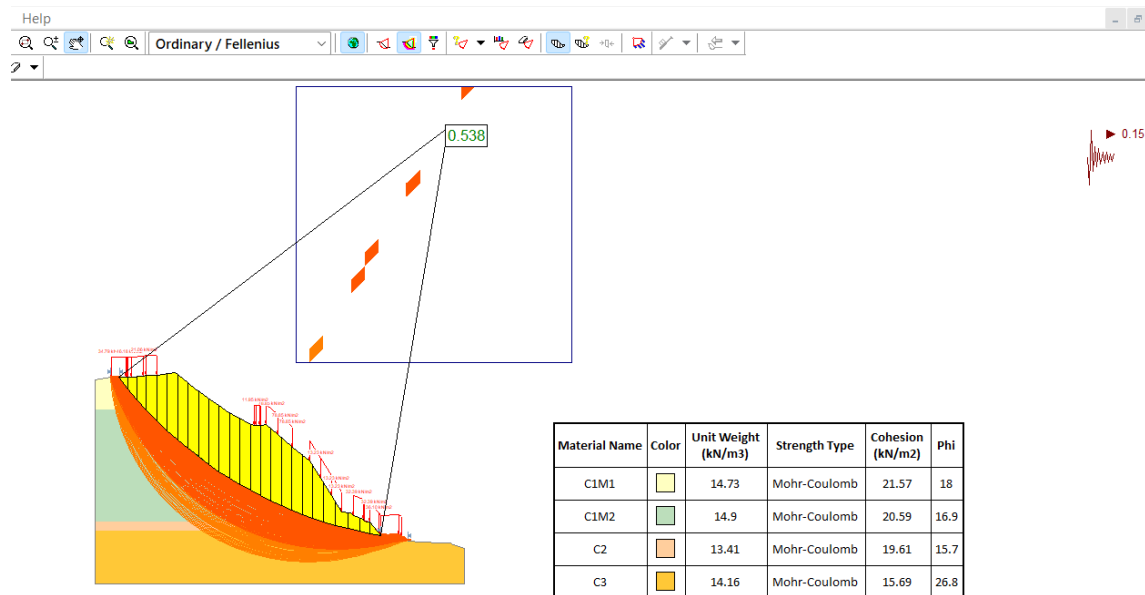 Help
Ordinary / Fellenius
0.538
0.15
Material Name Color Unit Weight (kN/m3) Strength Type Cohesion (kN/m2) Phi
C1M1 14.73 Mohr-Coulomb 21.57 18
C1M2 14.9 Mohr-Coulomb 20.59 16.9
C2 13.41 Mohr-Coulomb 19.61 15.7
C3 14.16 Mohr-Coulomb 15.69 26.8